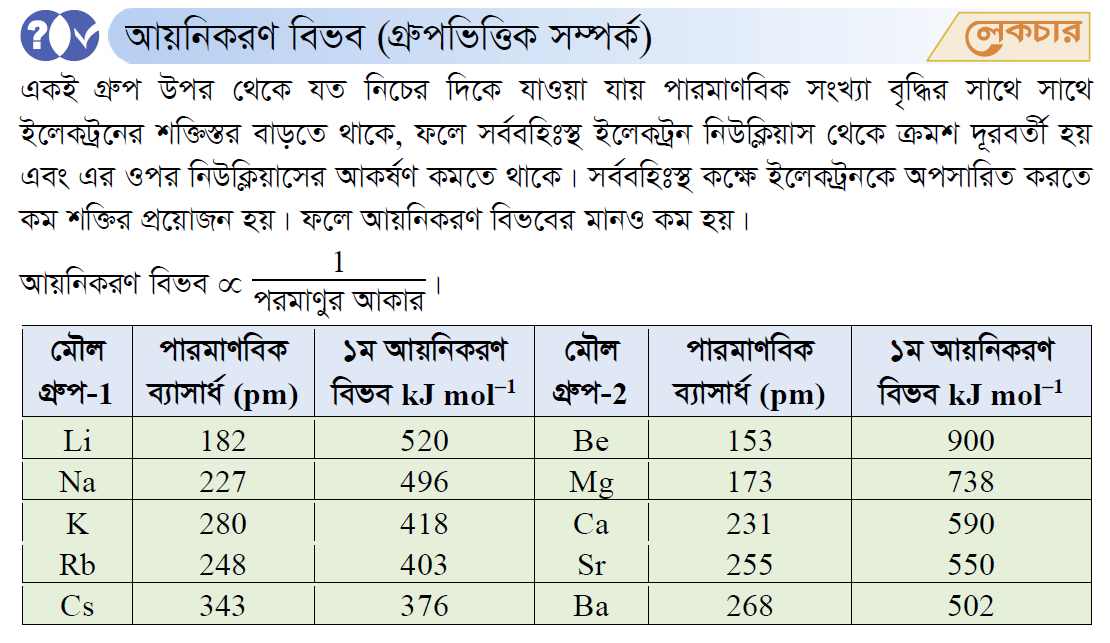 ?
আয়নিকরণ বিভব (গ্রুপভিত্তিক সম্পর্ক)
লেকচার
একই গ্রুপ উপর থেকে যত নিচের দিকে যাওয়া যায় পারমাণবিক সংখ্যা বৃদ্ধির সাথে সাথে
ইলেকট্রনের শক্তিস্তর বাড়তে থাকে, ফলে সর্ববহিঃস্থ ইলেকট্রন নিউক্লিয়াস থেকে ক্রমশ দূরবর্তী হয়
এবং এর ওপর নিউক্লিয়াসের আকর্ষণ কমতে থাকে। সর্ববহিঃস্থ কক্ষে ইলেকট্রনকে অপসারিত করতে
কম শক্তির প্রয়োজন হয়। ফলে আয়নিকরণ বিভবের মানও কম হয়।
আয়নিকরণ বিভব ∝ 1/পরমাণুর আকার।
মৌল গ্রুপ-1 পারমাণবিক ব্যাসার্ধ (pm) ১ম আয়নিকরণ বিভব kJ mol⁻¹ মৌল গ্রুপ-2 পারমাণবিক ব্যাসার্ধ (pm) ১ম আয়নিকরণ বিভব kJ mol⁻¹
Li 182 520 Be 153 900
Na 227 496 Mg 173 738
K 280 418 Ca 231 590
Rb 248 403 Sr 255 550
Cs 343 376 Ba 268 502